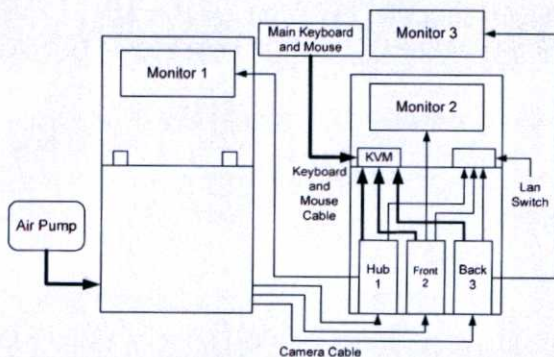 Main Keyboard
and Mouse
Monitor 3
Monitor 1
Monitor 2
KVM
Keyboard
and
Mouse
Cable
Lan
Switch
Air Pump
Hub
1
Front
2
Back
3
Camera Cable